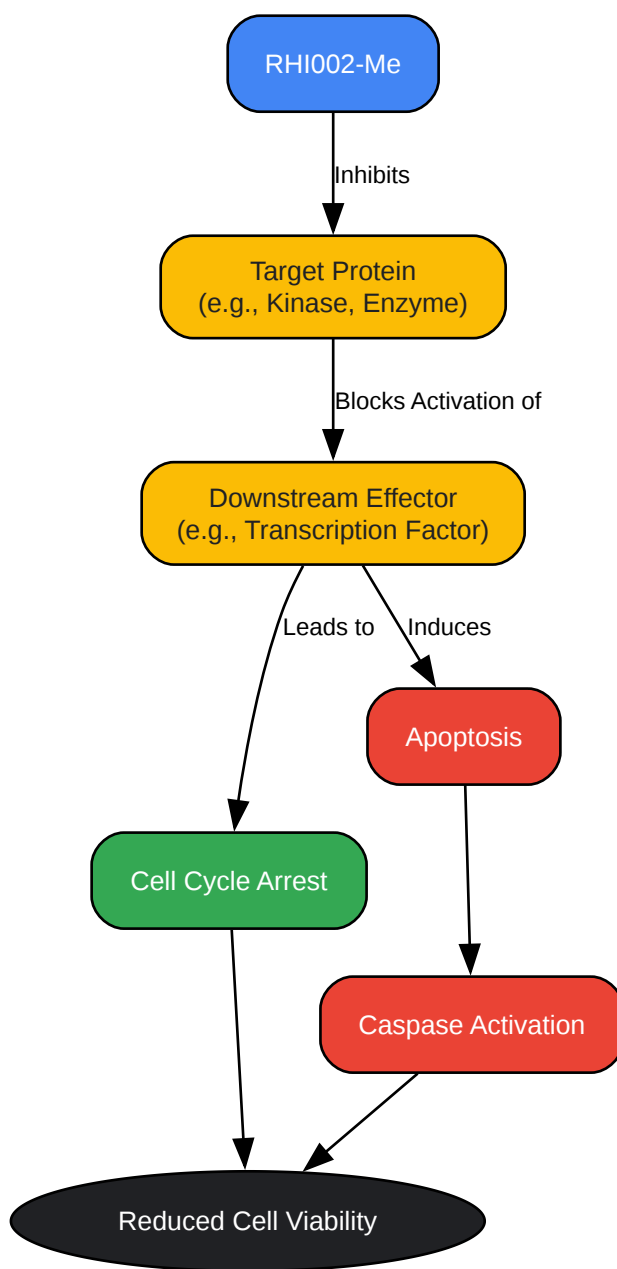 RHI002-Me
Inhibits
Target Protein
(e.g., Kinase, Enzyme)
Blocks Activation of
Downstream Effector
(e.g., Transcription Factor)
Leads to
Induces
Apoptosis
Cell Cycle Arrest
Caspase Activation
Reduced Cell Viability